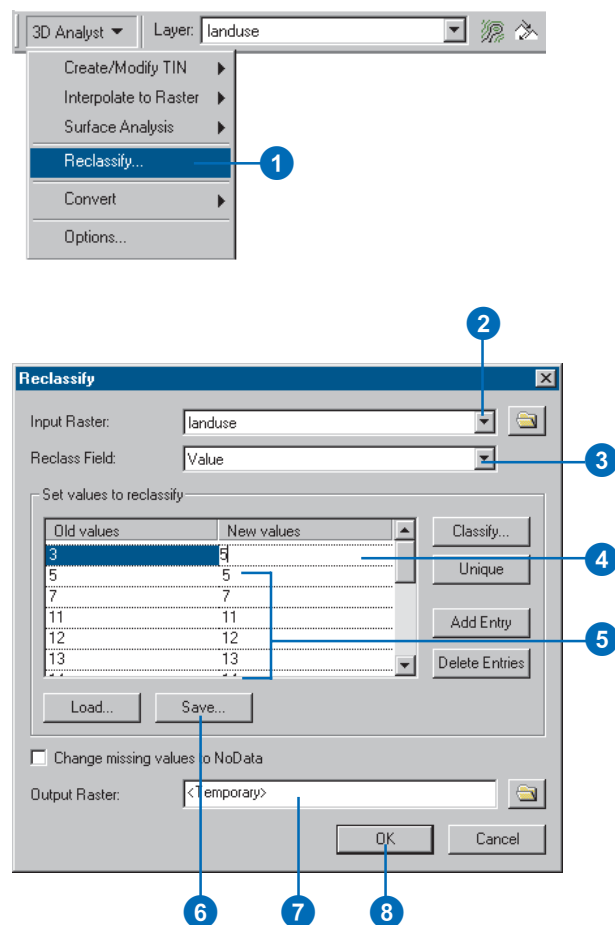 3D Analyst Layer: landuse
Create/Modify TIN
Interpolate to Raster
Surface Analysis
Reclassify... 1
Convert
Options...
2
Reclassify
Input Raster: landuse
Reclass Field: Value 3
Set values to reclassify
Old values New values Classify...
3 5 4
5 5 Unique
7 7
11 11 Add Entry
12 12 5
13 13 Delete Entries
Load... Save...
Change missing values to NoData
Output Raster: <Temporary>
OK Cancel
6 7 8